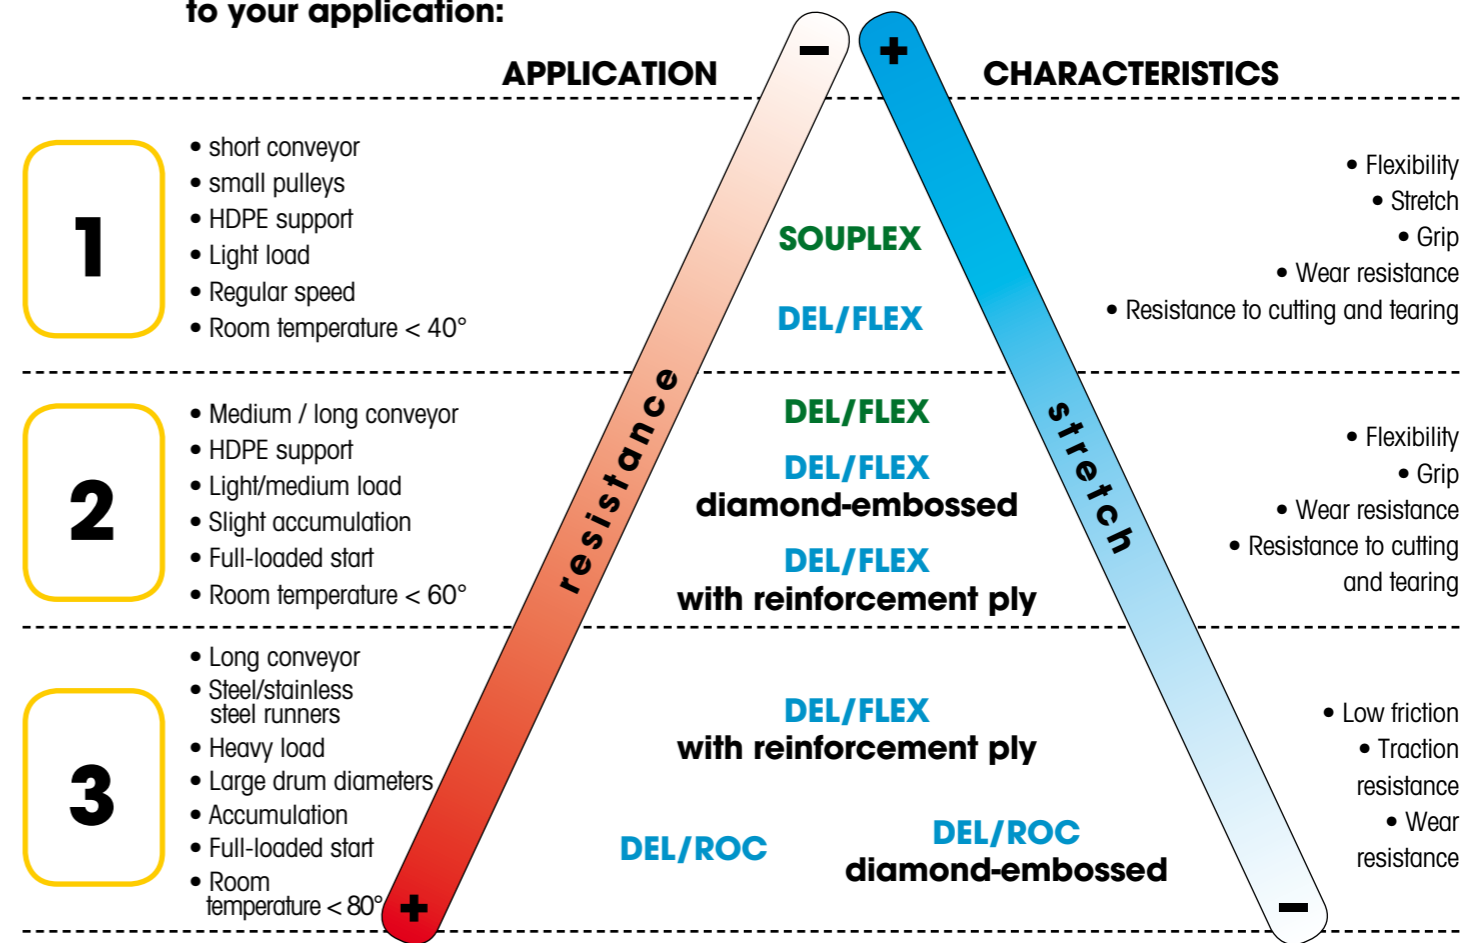 to your application:
APPLICATION
CHARACTERISTICS
−
+
1
• short conveyor
• small pulleys
• HDPE support
• Light load
• Regular speed
• Room temperature < 40°
SOUPLEX
DEL/FLEX
• Flexibility
• Stretch
• Grip
• Wear resistance
• Resistance to cutting and tearing
resistance
stretch
2
• Medium / long conveyor
• HDPE support
• Light/medium load
• Slight accumulation
• Full-loaded start
• Room temperature < 60°
DEL/FLEX
DEL/FLEX
diamond-embossed
DEL/FLEX
with reinforcement ply
• Flexibility
• Grip
• Wear resistance
• Resistance to cutting
and tearing
3
• Long conveyor
• Steel/stainless
steel runners
• Heavy load
• Large drum diameters
• Accumulation
• Full-loaded start
• Room
temperature < 80°
DEL/FLEX
with reinforcement ply
DEL/ROC
DEL/ROC
diamond-embossed
• Low friction
• Traction
resistance
• Wear
resistance
+
−